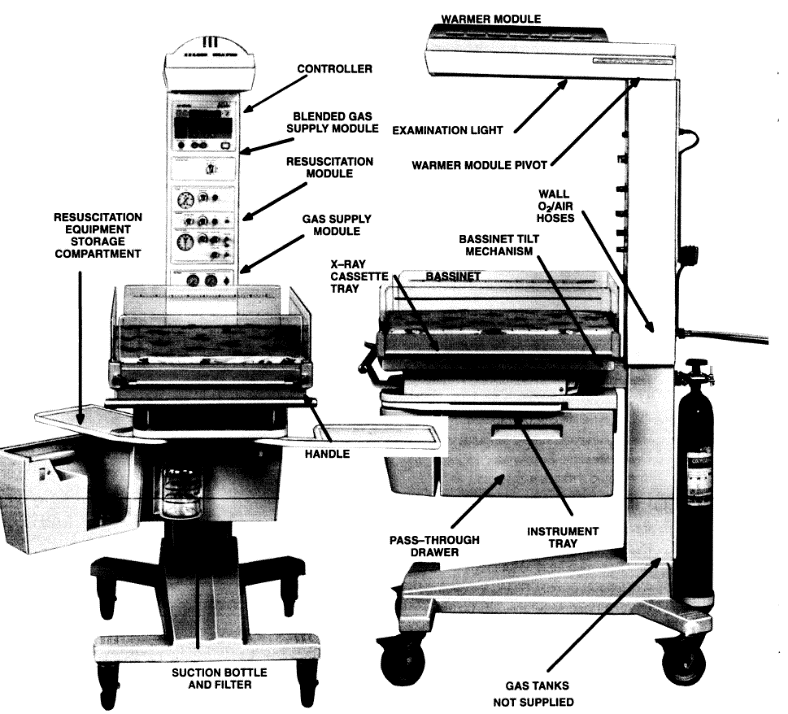 WARMER MODULE
CONTROLLER
BLENDED GAS
SUPPLY MODULE
EXAMINATION LIGHT
RESUSCITATION
MODULE
WARMER MODULE PIVOT
WALL
O₂/AIR
HOSES
RESUSCITATION
EQUIPMENT
STORAGE
COMPARTMENT
GAS SUPPLY
MODULE
BASSINET TILT
MECHANISM
X–RAY
CASSETTE
TRAY
BASSINET
HANDLE
PASS–THROUGH
DRAWER
INSTRUMENT
TRAY
SUCTION BOTTLE
AND FILTER
GAS TANKS
NOT SUPPLIED